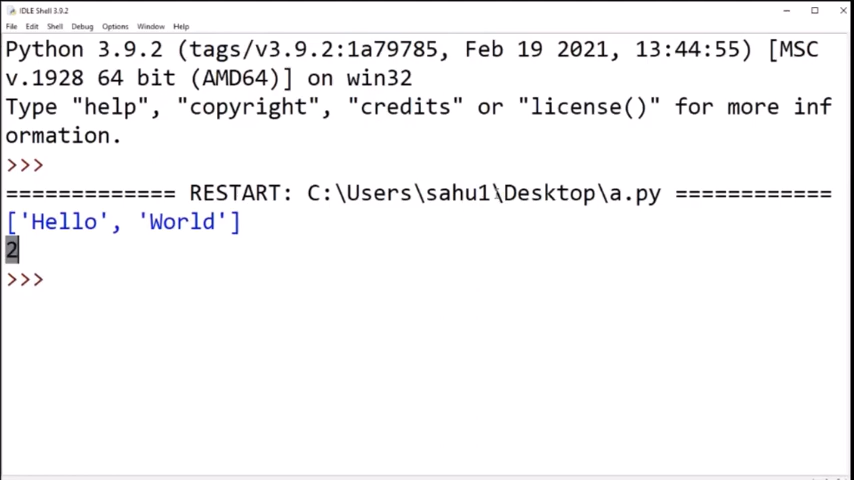 IDLE Shell 3.9.2
File Edit Shell Debug Options Window Help
Python 3.9.2 (tags/v3.9.2:1a79785, Feb 19 2021, 13:44:55) [MSC
v.1928 64 bit (AMD64)] on win32
Type "help", "copyright", "credits" or "license()" for more inf
ormation.
>>>
============= RESTART: C:\Users\sahu1\Desktop\a.py ============
['Hello', 'World']
2
>>>